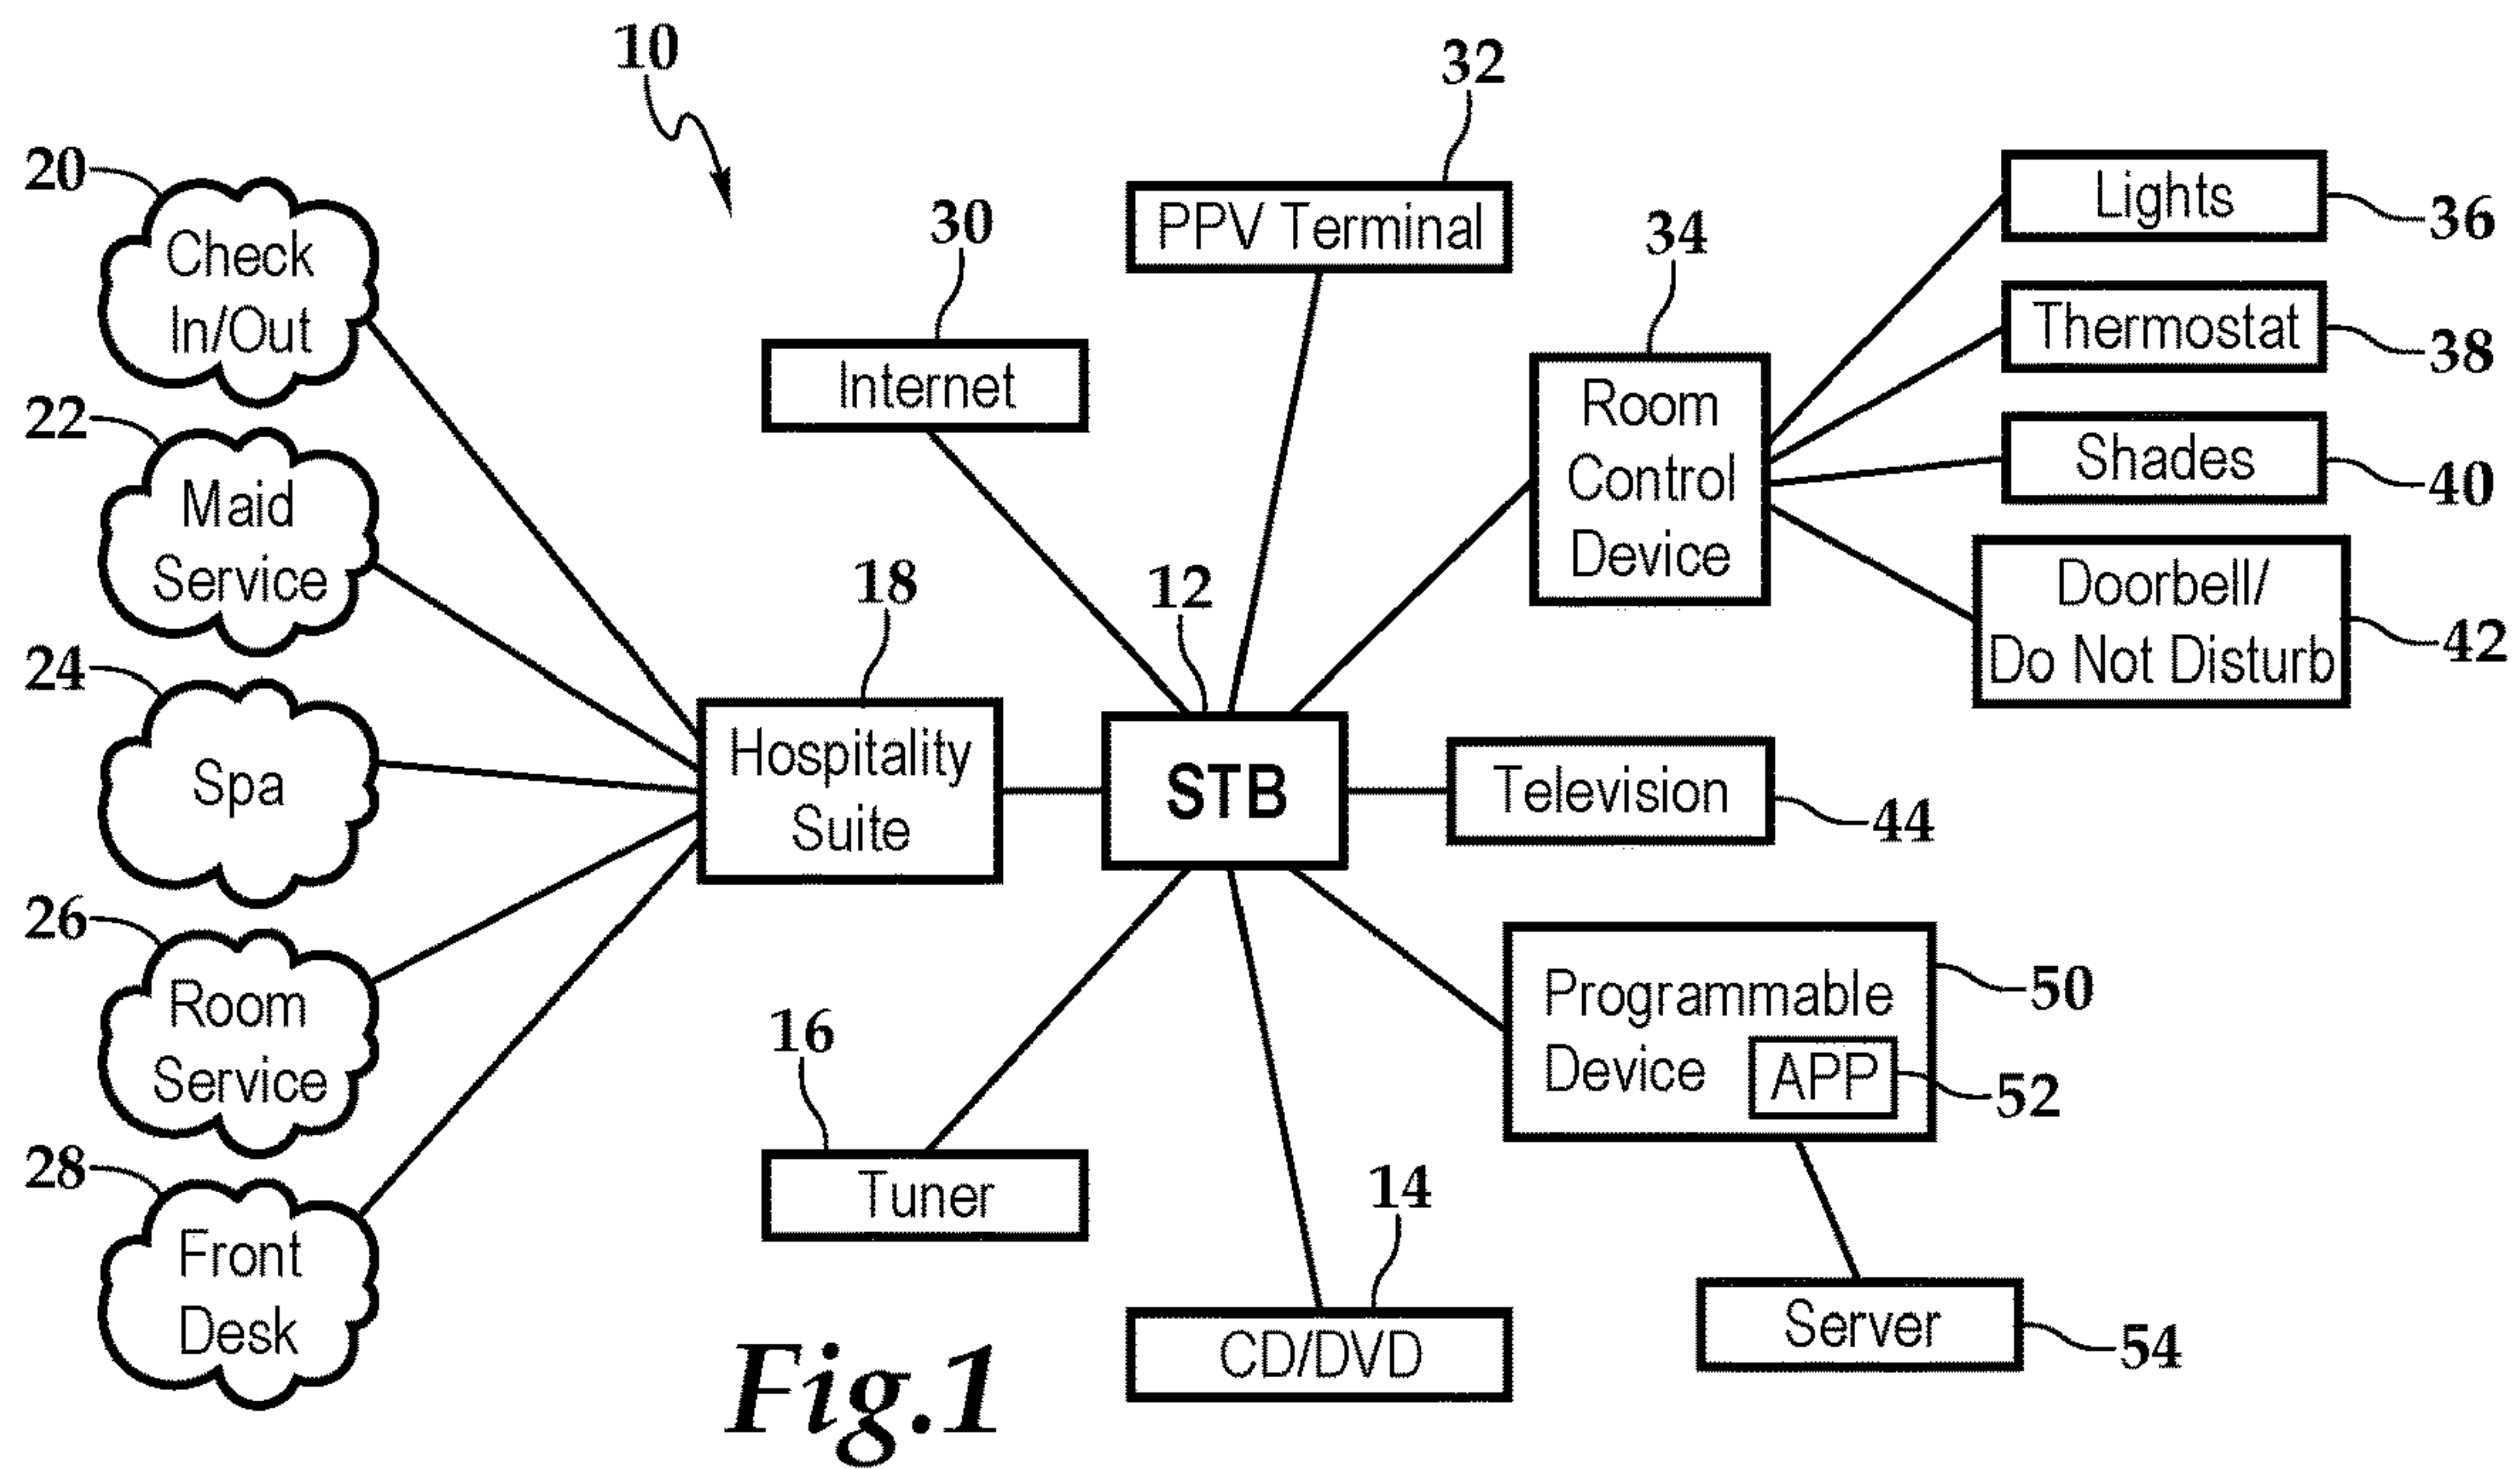 10
32
20
Check
In/Out
30
PPV Terminal
34
Lights
36
Internet
Room
Control
Device
Thermostat
38
22
Maid
Service
Shades
40
18
12
Doorbell/
Do Not Disturb
42
24
Spa
Hospitality
Suite
STB
Television
44
26
Room
Service
Programmable
Device
50
APP
52
16
Tuner
14
28
Front
Desk
CD/DVD
Server
54
Fig.1